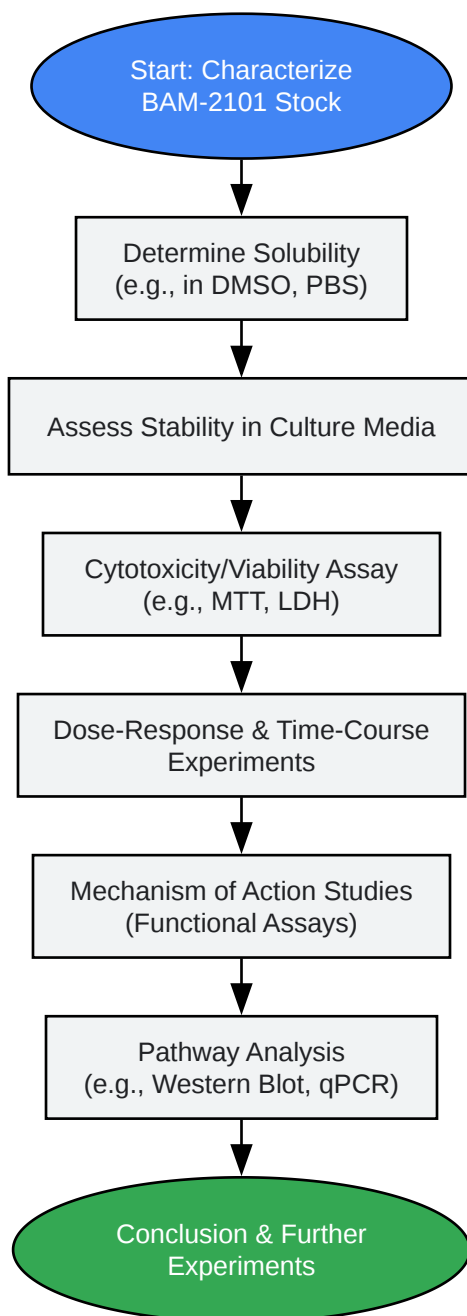 Start: Characterize
BAM-2101 Stock
Determine Solubility
(e.g., in DMSO, PBS)
Assess Stability in Culture Media
Cytotoxicity/Viability Assay
(e.g., MTT, LDH)
Dose-Response & Time-Course
Experiments
Mechanism of Action Studies
(Functional Assays)
Pathway Analysis
(e.g., Western Blot, qPCR)
Conclusion & Further
Experiments